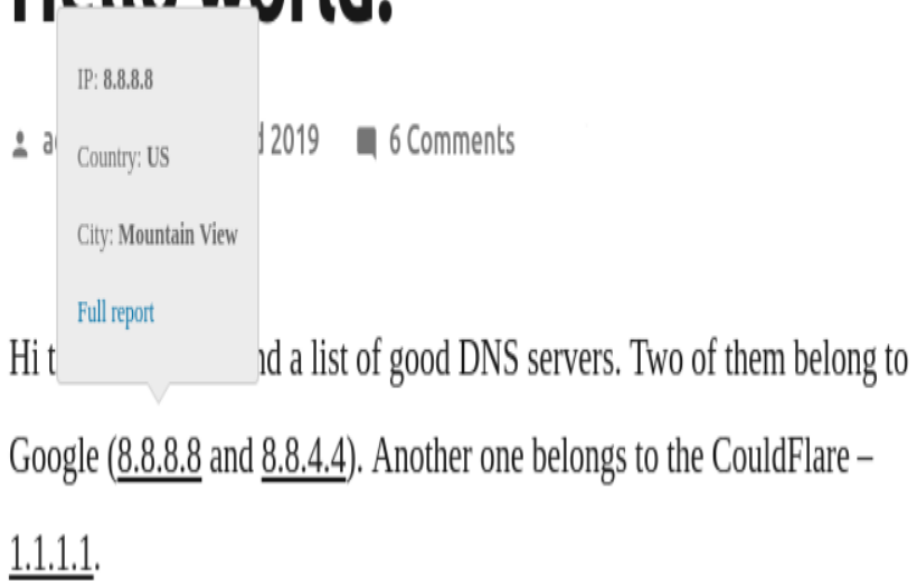 IP: 8.8.8.8
2019 6 Comments
Country: US
City: Mountain View
Full report
Hi a list of good DNS servers. Two of them belong to
Google (8.8.8.8 and 8.8.4.4). Another one belongs to the CouldFlare –
1.1.1.1.